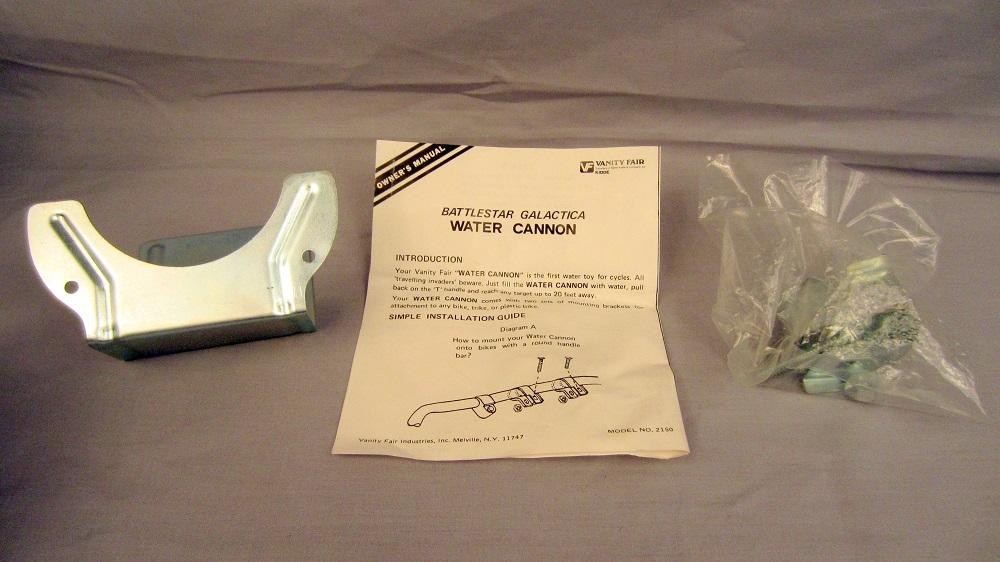 OWNER'S MANUAL
VF VANITY FAIR
KIDDE
BATTLESTAR GALACTICA
WATER CANNON
INTRODUCTION
Your Vanity Fair "WATER CANNON" is the first water toy for cycles. All
'travelling invaders' beware. Just fill the WATER CANNON with water, pull
back on the 'T' handle and reach any target up to 20 feet away.
Your WATER CANNON comes with two sets of mounting brackets for
attachment to any bike, trike, or plastic bike.
SIMPLE INSTALLATION GUIDE
Diagram A
How to mount your Water Cannon
onto bikes with a round handle
bar?
Vanity Fair Industries, Inc. Melville, N.Y. 11747
MODEL NO. 2150